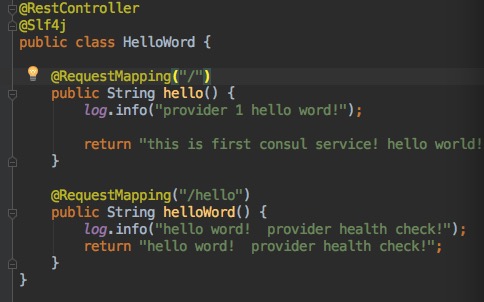 @RestController
@Slf4j
public class HelloWord {
@RequestMapping("/")
public String hello() {
log.info("provider 1 hello word!");
return "this is first consul service! hello world!
}
@RequestMapping("/hello")
public String helloWord() {
log.info("hello word!  provider health check!");
return "hello word!  provider health check!";
}
}